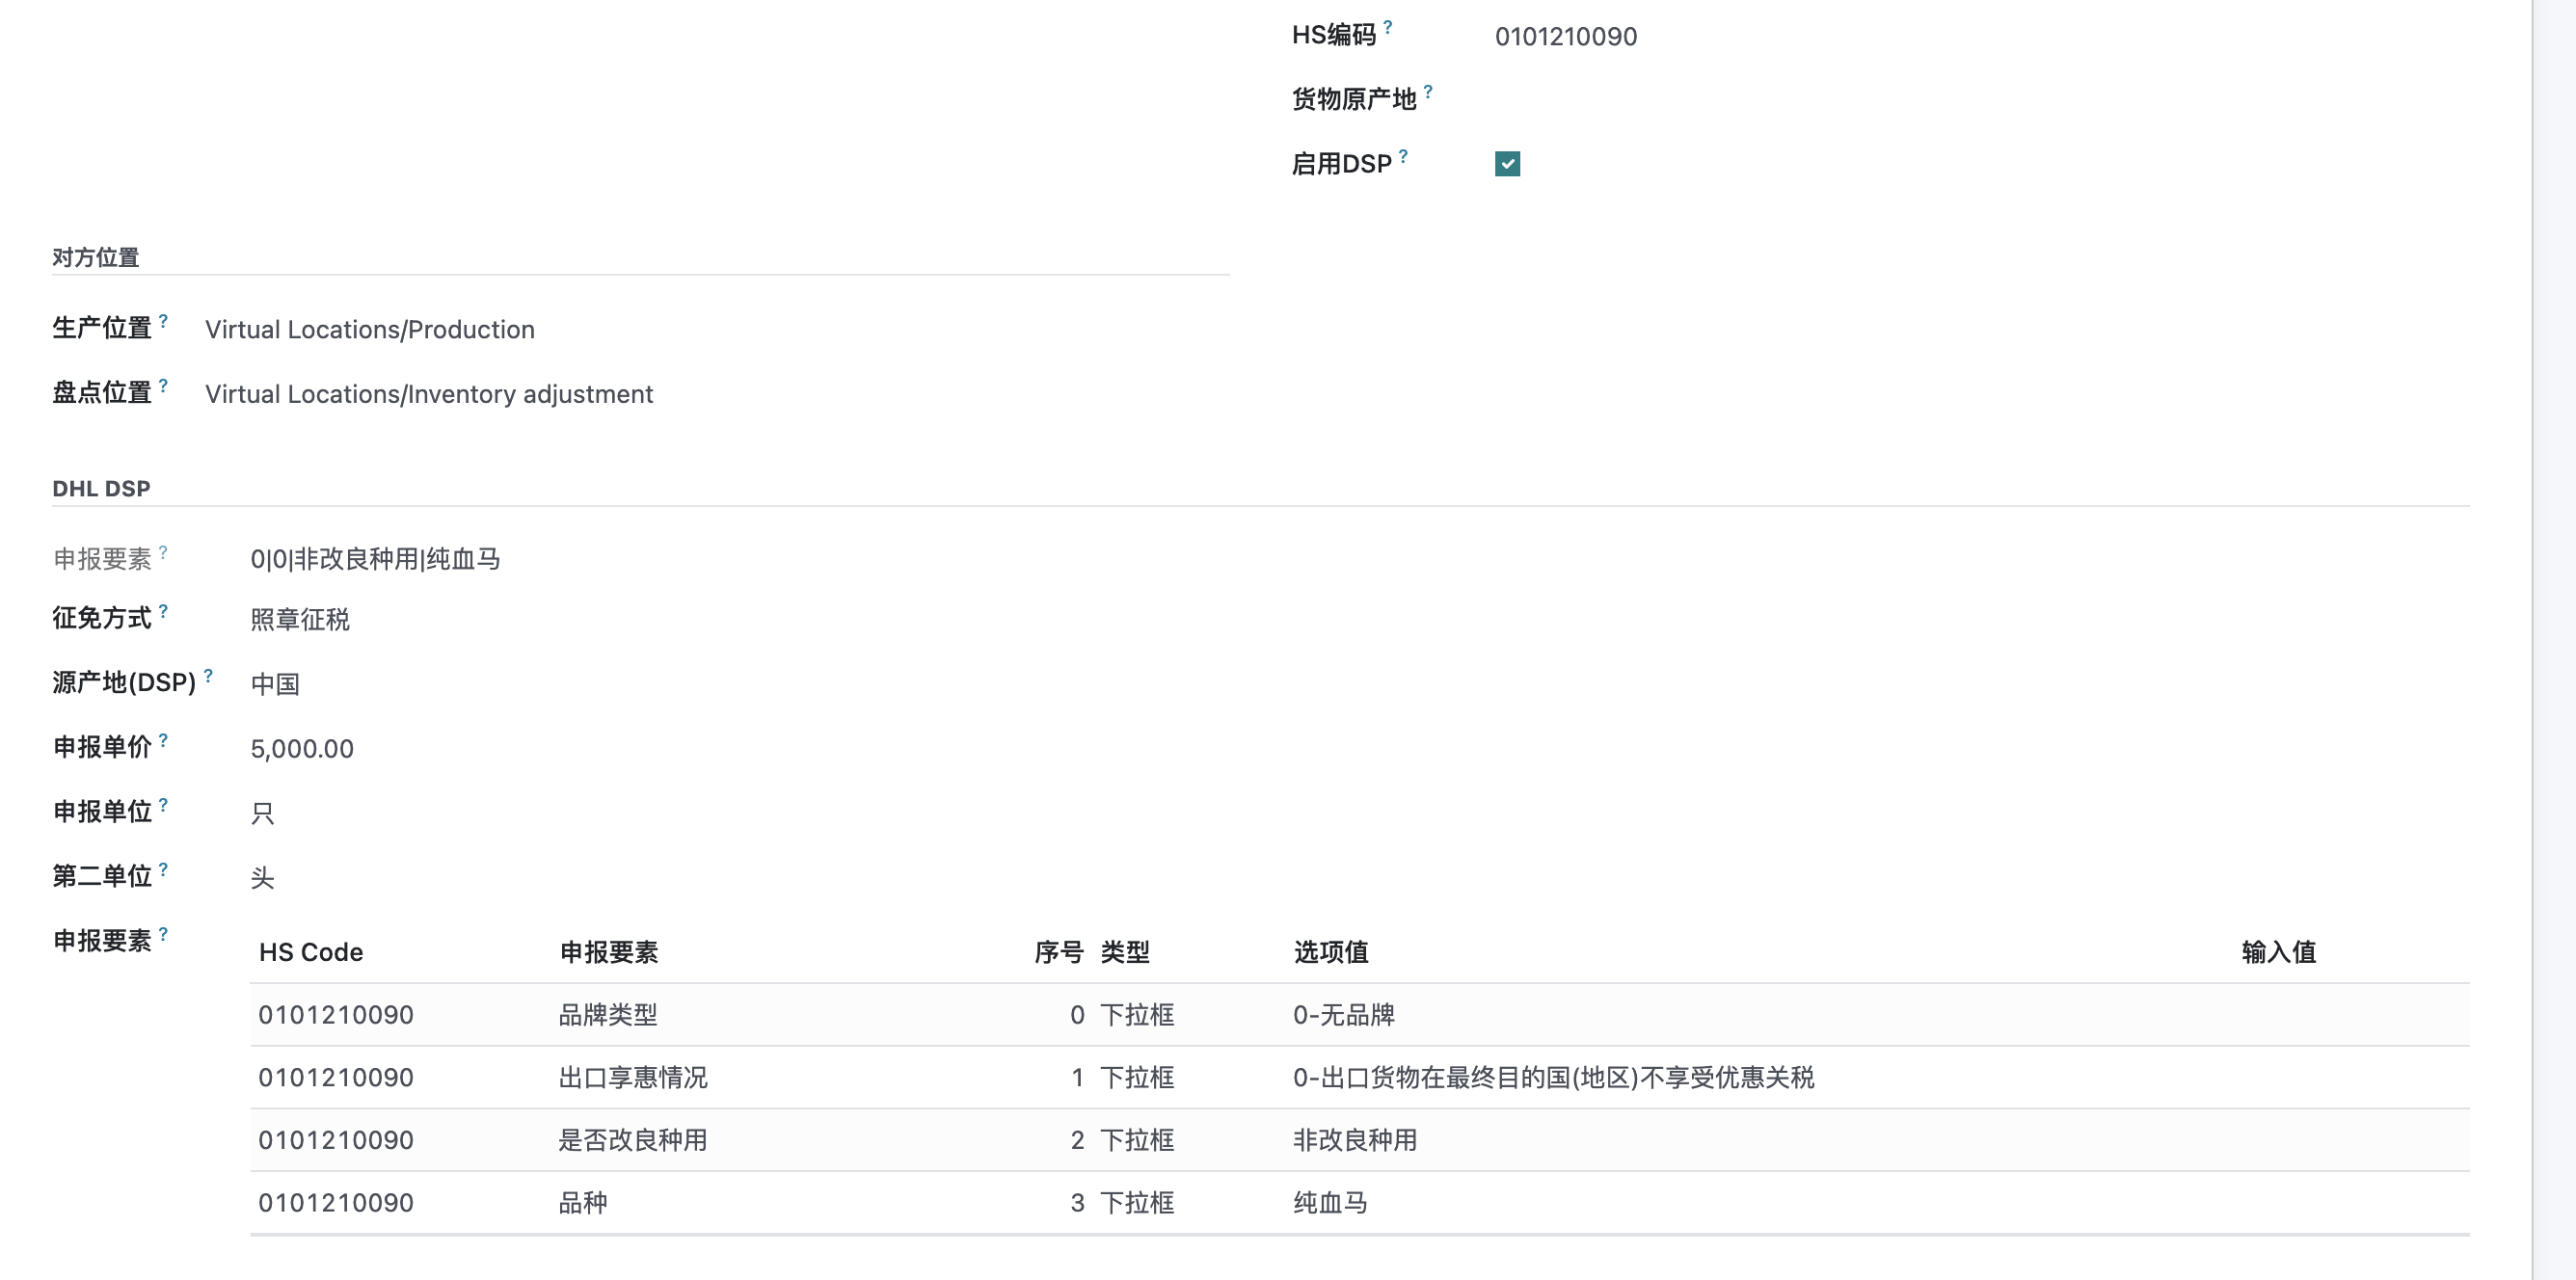 HS编码 ? 0101210090
货物原产地 ?
启用DSP ?
对方位置
生产位置 ? Virtual Locations/Production
盘点位置 ? Virtual Locations/Inventory adjustment
DHL DSP
申报要素 ? 0|0|非改良种用|纯血马
征免方式 ? 照章征税
源产地(DSP) ? 中国
申报单价 ? 5,000.00
申报单位 ? 只
第二单位 ? 头
申报要素 ?
HS Code 申报要素 序号 类型 选项值 输入值
0101210090 品牌类型 0 下拉框 0-无品牌
0101210090 出口享惠情况 1 下拉框 0-出口货物在最终目的国(地区)不享受优惠关税
0101210090 是否改良种用 2 下拉框 非改良种用
0101210090 品种 3 下拉框 纯血马